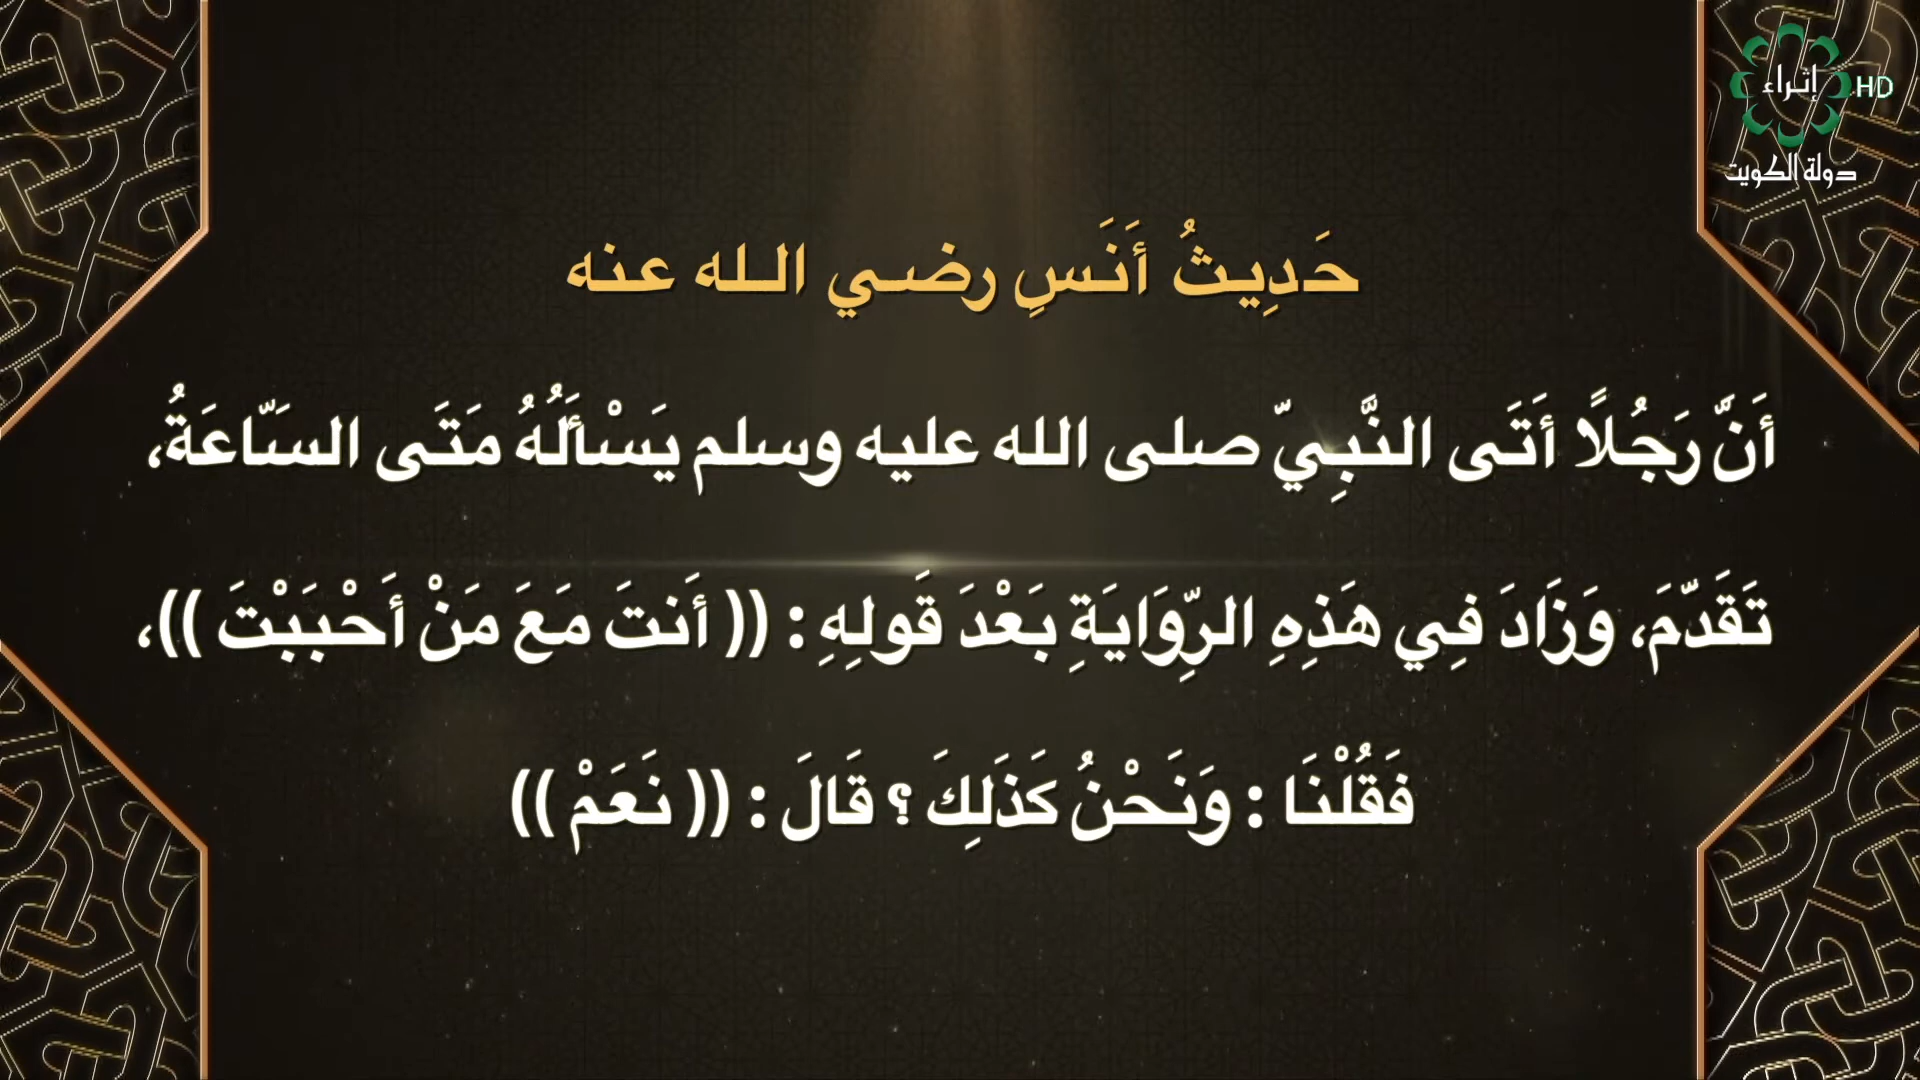 إثراء HD
دولة الكويت
حَدِيثُ أَنَسِ رضي الله عنه
أَنَّ رَجُلًا أَتَى النَّبِيّ صلى الله عليه وسلم يَسْأَلُهُ مَتَى السَّاعَةُ،
تَقَدّمَ، وَزَادَ فِي هَذِهِ الرِّوَايَةِ بَعْدَ قَولِهِ : (( أَنتَ مَعَ مَنْ أَحْبَبْتَ ))،
فَقُلْنَا : وَنَحْنُ كَذَلِكَ ؟ قَالَ : (( نَعَمْ ))